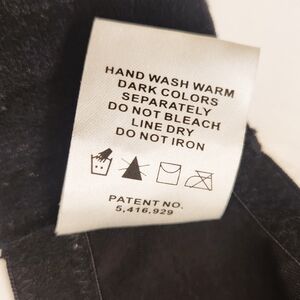 HAND WASH WARM
DARK COLORS
SEPARATELY
DO NOT BLEACH
LINE DRY
DO NOT IRON
PATENT NO.
5,416,929